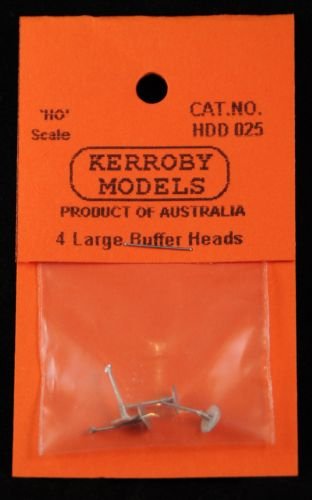 'HO' CAT.NO.
Scale HDD 025
KERROBY
MODELS
PRODUCT OF AUSTRALIA
4 Large Buffer Heads